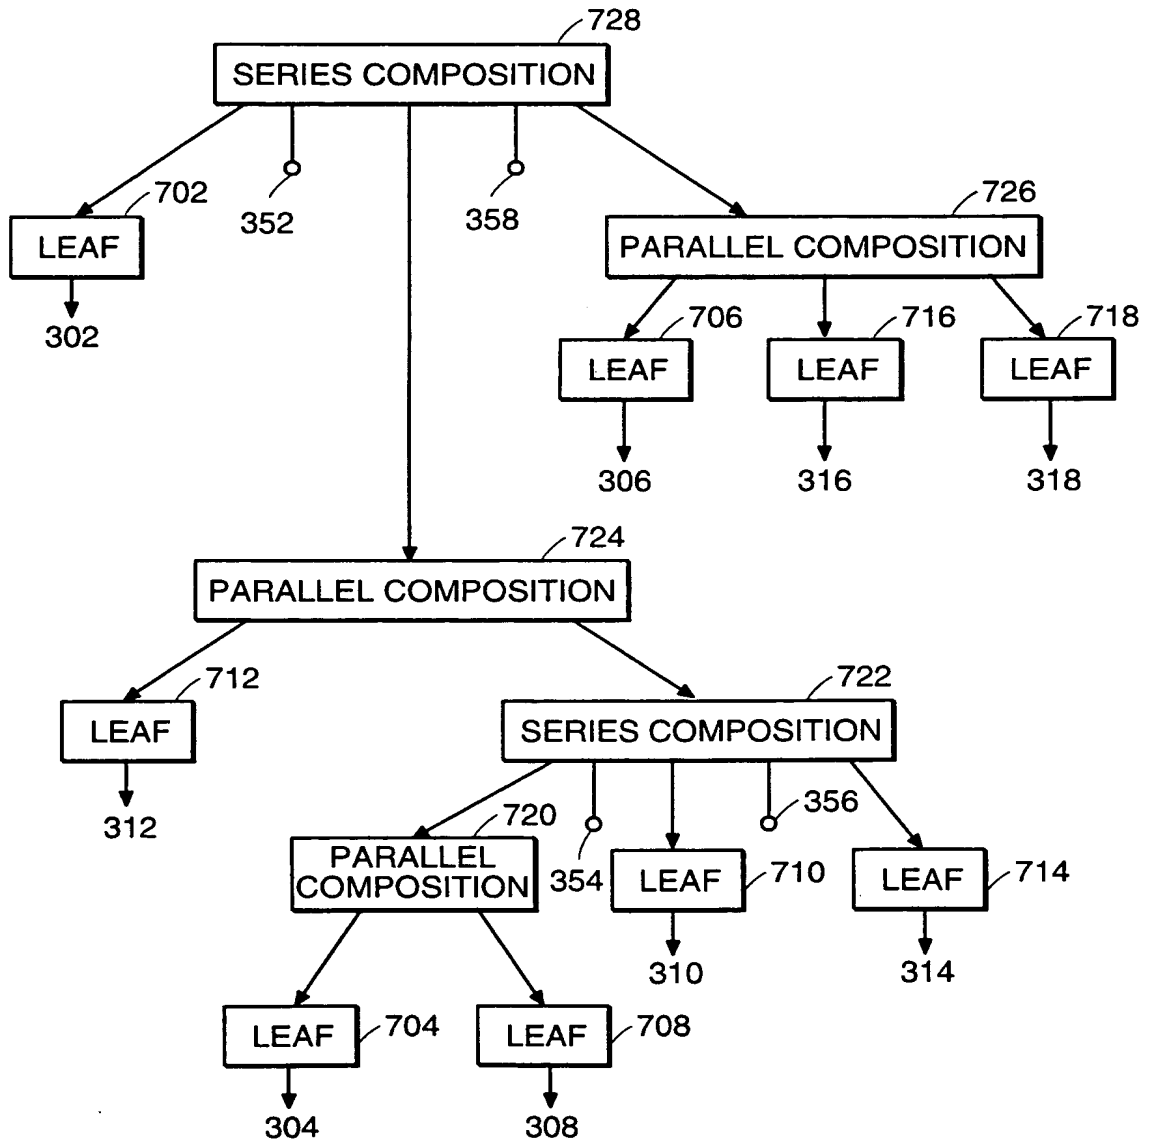 728
SERIES COMPOSITION
702
352
358
726
LEAF
PARALLEL COMPOSITION
302
706
716
718
LEAF
LEAF
LEAF
306
316
318
724
PARALLEL COMPOSITION
712
722
LEAF
SERIES COMPOSITION
312
720
356
PARALLEL
COMPOSITION
354
LEAF
710
LEAF
714
310
314
LEAF
704
LEAF
708
304
308